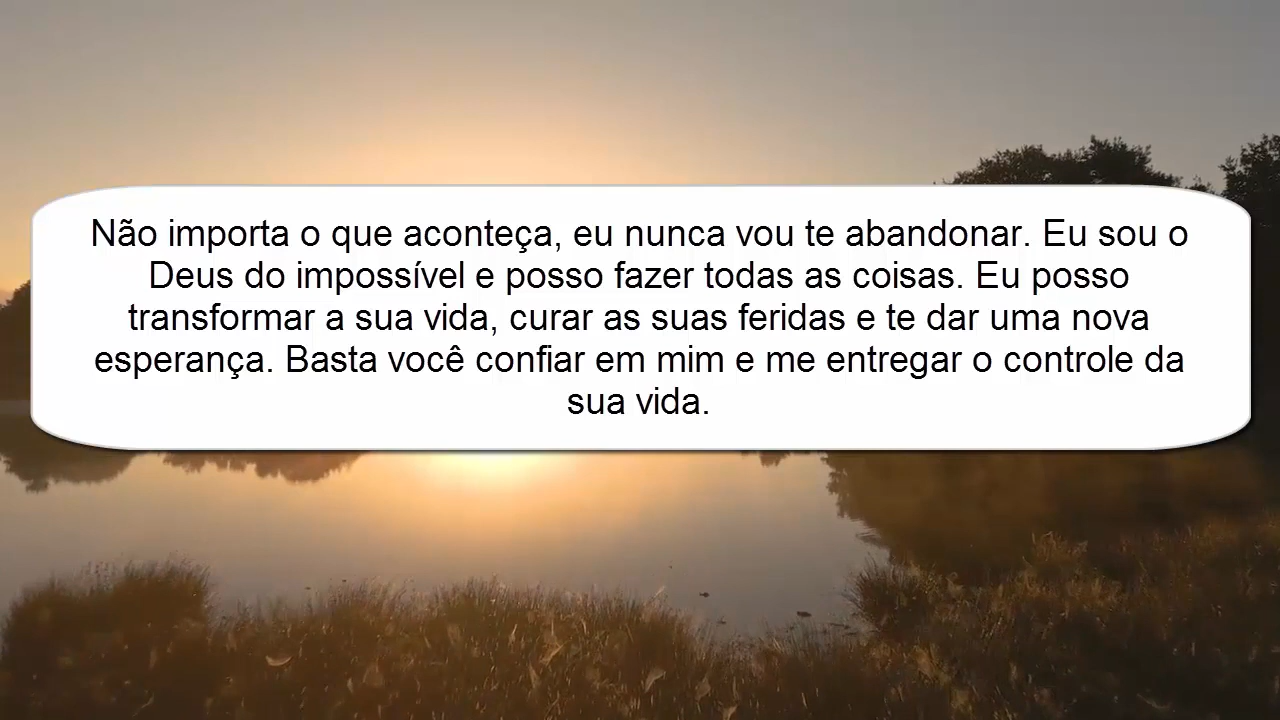 Não importa o que aconteça, eu nunca vou te abandonar. Eu sou o
Deus do impossível e posso fazer todas as coisas. Eu posso
transformar a sua vida, curar as suas feridas e te dar uma nova
esperança. Basta você confiar em mim e me entregar o controle da
sua vida.